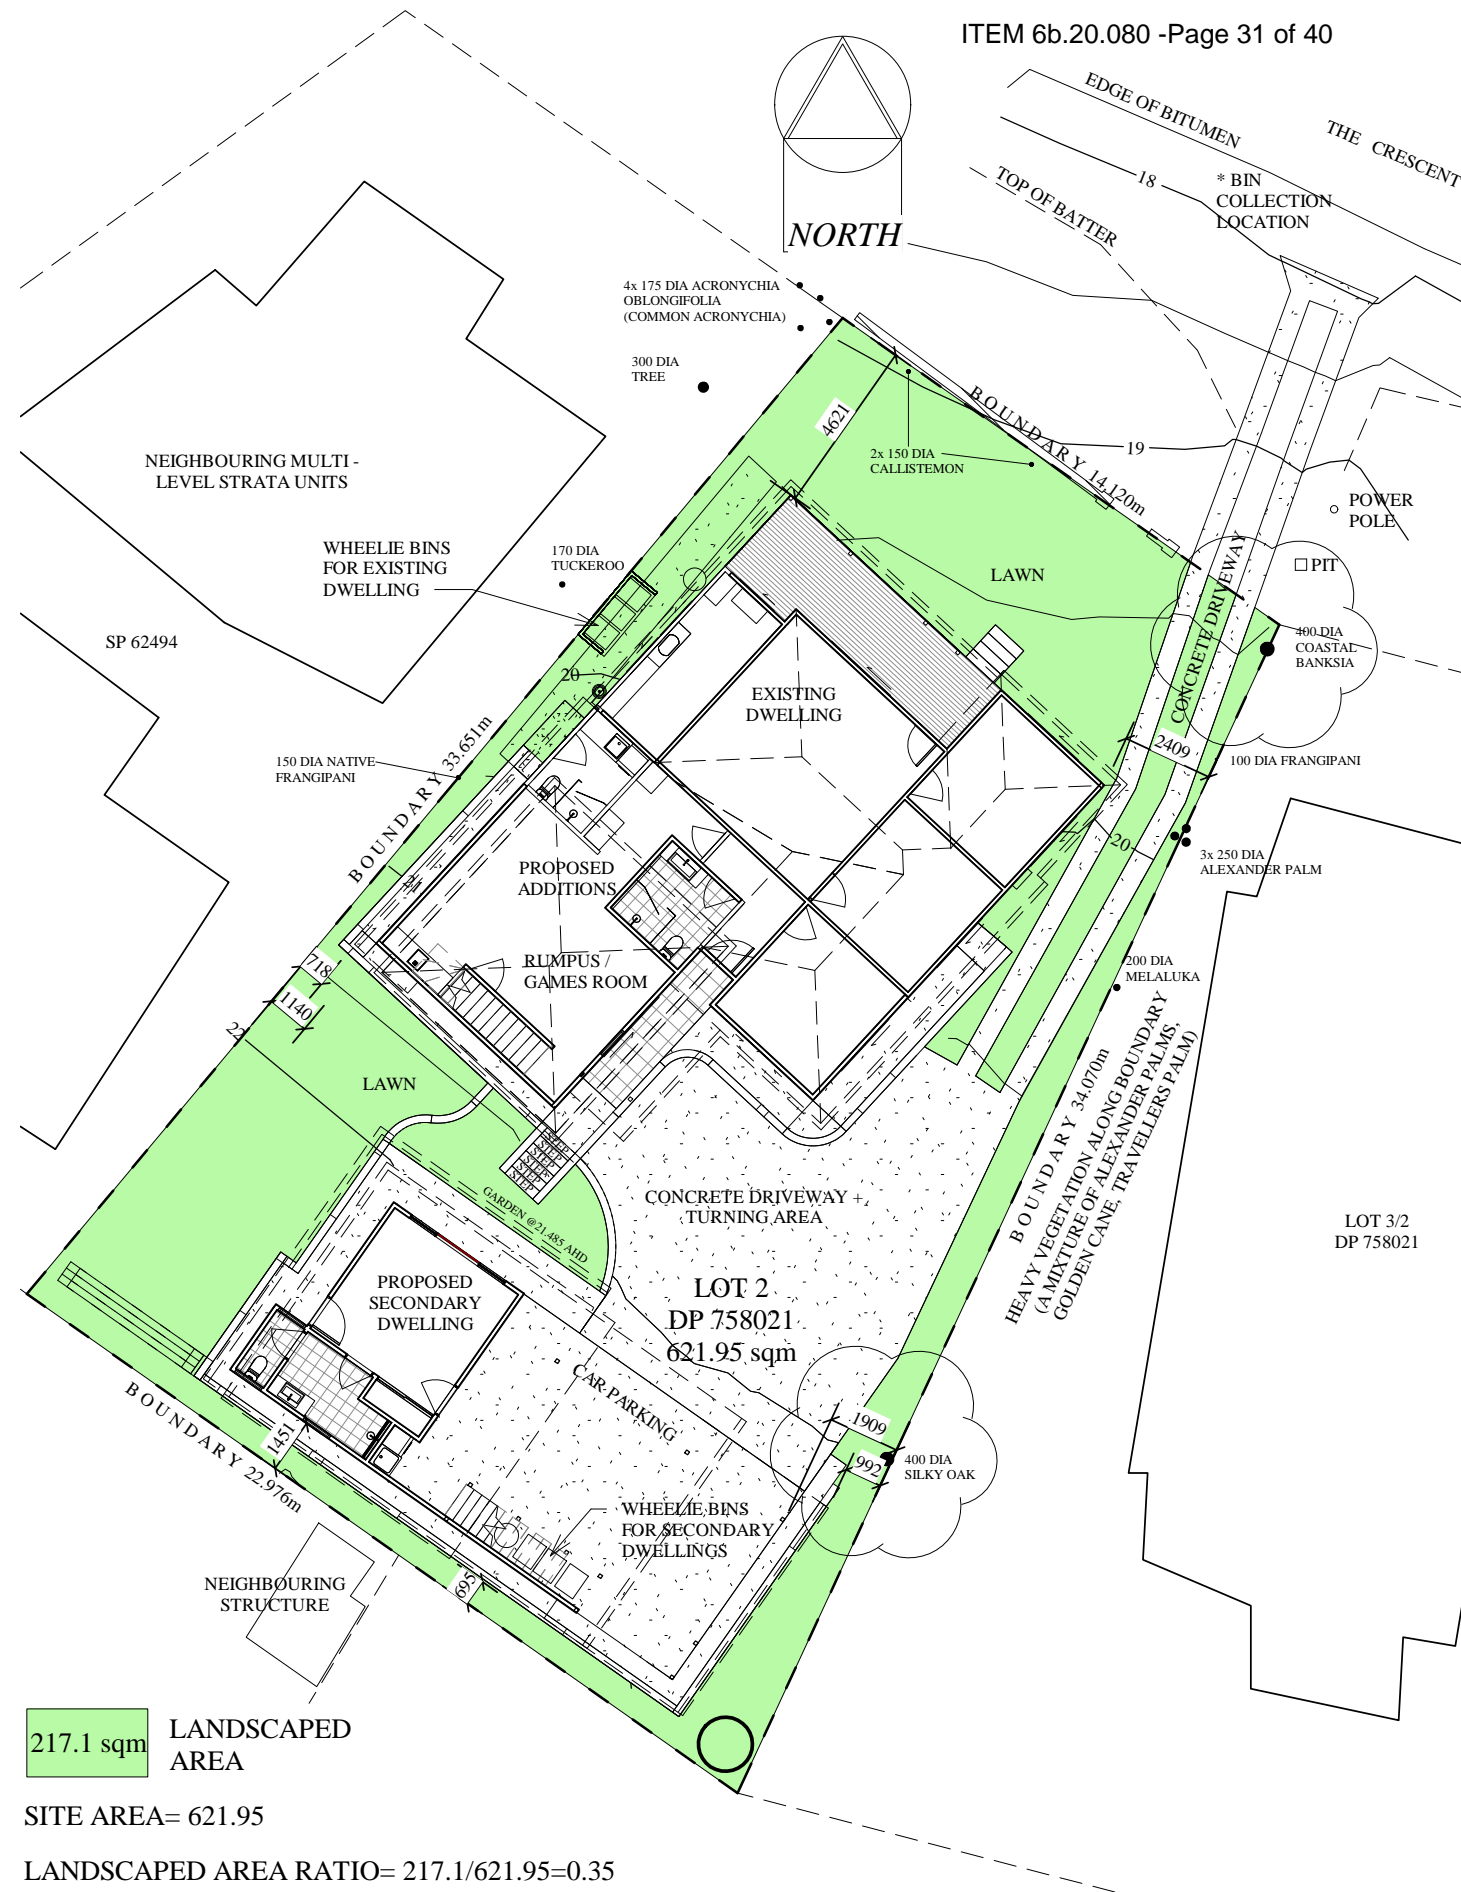 ITEM 6b.20.080 -Page 31 of 40
EDGE OF BITUMEN
THE CRESCENT
TOP OF BATTER
18
* BIN
COLLECTION
LOCATION
NORTH
4x 175 DIA ACRONYCHIA
OBLONGIFOLIA
(COMMON ACRONYCHIA)
300 DIA
TREE
4621
BOUNDARY 14.120m
2x 150 DIA
CALLISTEMON
19
NEIGHBOURING MULTI -
LEVEL STRATA UNITS
POWER
POLE
WHEELIE BINS
FOR EXISTING
DWELLING
170 DIA
TUCKEROO
LAWN
PIT
CONCRETE DRIVEWAY
SP 62494
400 DIA
COASTAL
BANKSIA
20
EXISTING
DWELLING
2409
150 DIA NATIVE
FRANGIPANI
BOUNDARY 33.651m
100 DIA FRANGIPANI
20
3x 250 DIA
ALEXANDER PALM
PROPOSED
ADDITIONS
21
RUMPUS /
GAMES ROOM
718
1140
22
200 DIA
MELALUKA
LAWN
BOUNDARY 34.070m
HEAVY VEGETATION ALONG BOUNDARY
(A MIXTURE OF ALEXANDER PALMS,
GOLDEN CANE, TRAVELLERS PALM)
STEP
STEP
STEP
STEP
STEP
GARDEN @21.485 AHD
CONCRETE DRIVEWAY +
TURNING AREA
LOT 3/2
DP 758021
PROPOSED
SECONDARY
DWELLING
LOT 2
DP 758021
621.95 sqm
CAR PARKING
BOUNDARY 22.976m
1451
1909
992
400 DIA
SILKY OAK
WHEELIE BINS
FOR SECONDARY
DWELLINGS
695
NEIGHBOURING
STRUCTURE
217.1 sqm
LANDSCAPED
AREA
SITE AREA= 621.95
LANDSCAPED AREA RATIO= 217.1/621.95=0.35